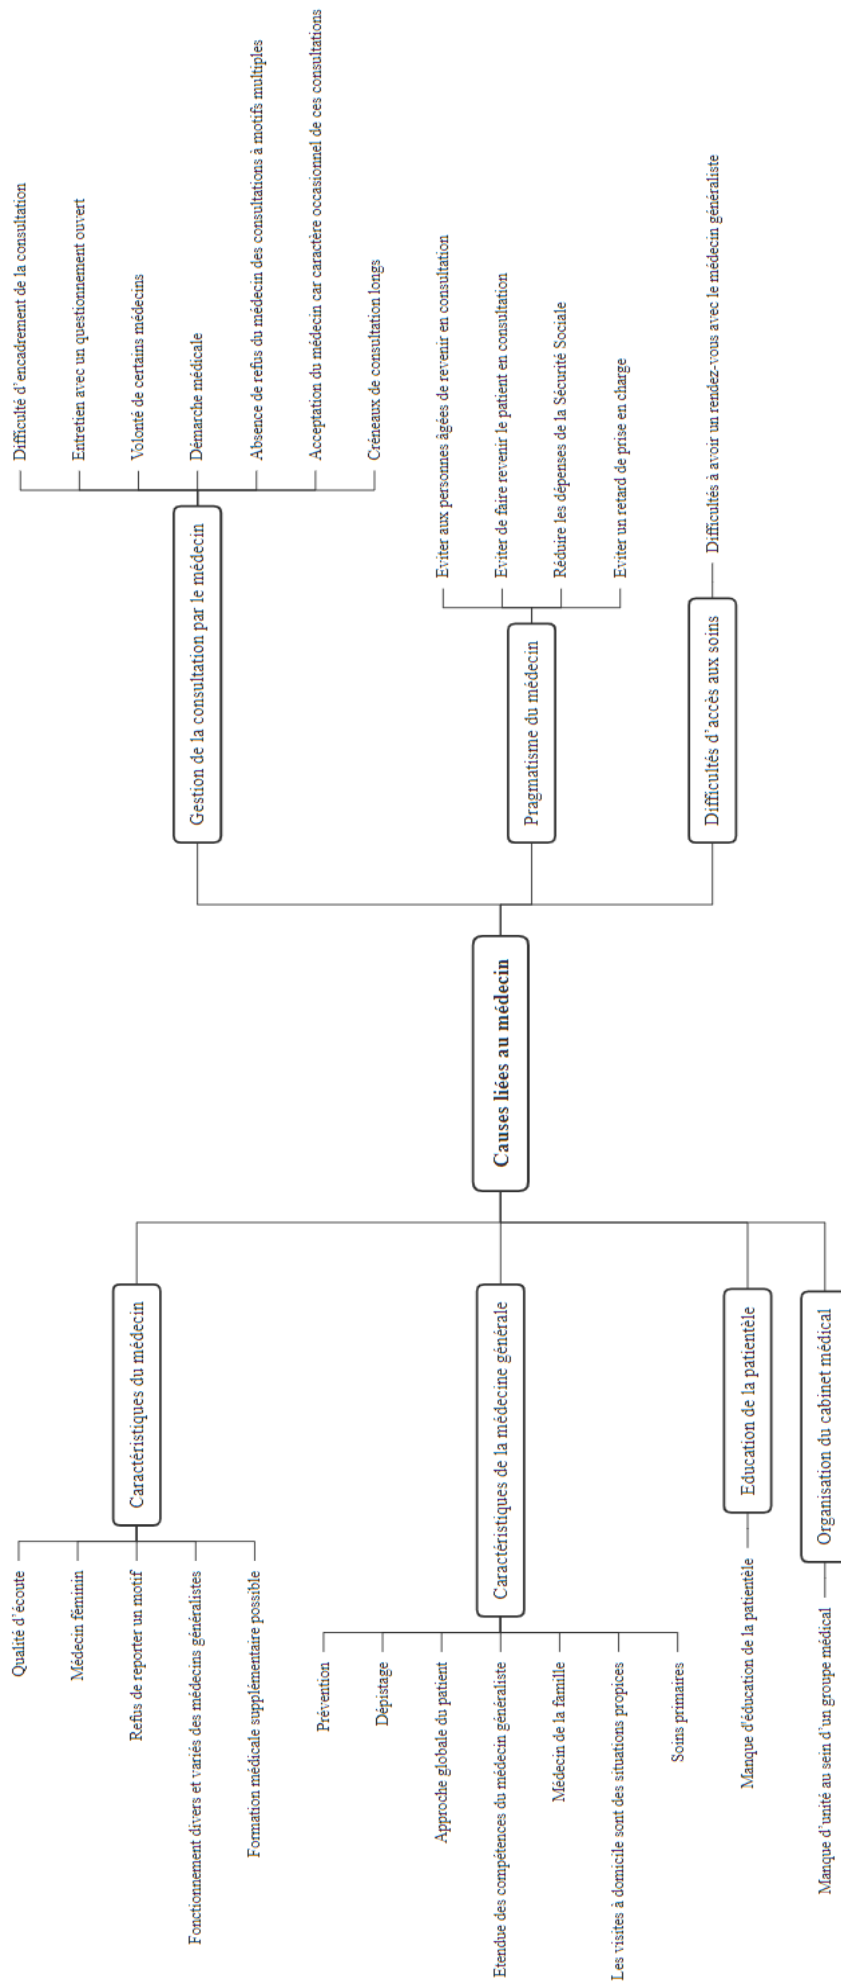 Causes liées au médecin
Caractéristiques du médecin
Qualité d'écoute
Médecin féminin
Refus de reporter un motif
Fonctionnement divers et variés des médecins généralistes
Formation médicale supplémentaire possible
Caractéristiques de la médecine générale
Prévention
Dépistage
Approche globale du patient
Etendue des compétences du médecin généraliste
Médecin de la famille
Les visites à domicile sont des situations propices
Soins primaires
Education de la patientèle
Manque d'éducation de la patientèle
Organisation du cabinet médical
Manque d'unité au sein d'un groupe médical
Gestion de la consultation par le médecin
Difficulté d'encadrement de la consultation
Entretien avec un questionnement ouvert
Volonté de certains médecins
Démarche médicale
Absence de refus du médecin des consultations à motifs multiples
Acceptation du médecin car caractère occasionnel de ces consultations
Créneaux de consultation longs
Pragmatisme du médecin
Eviter aux personnes âgées de revenir en consultation
Eviter de faire revenir le patient en consultation
Réduire les dépenses de la Sécurité Sociale
Eviter un retard de prise en charge
Difficultés d'accès aux soins
Difficultés à avoir un rendez-vous avec le médecin généraliste